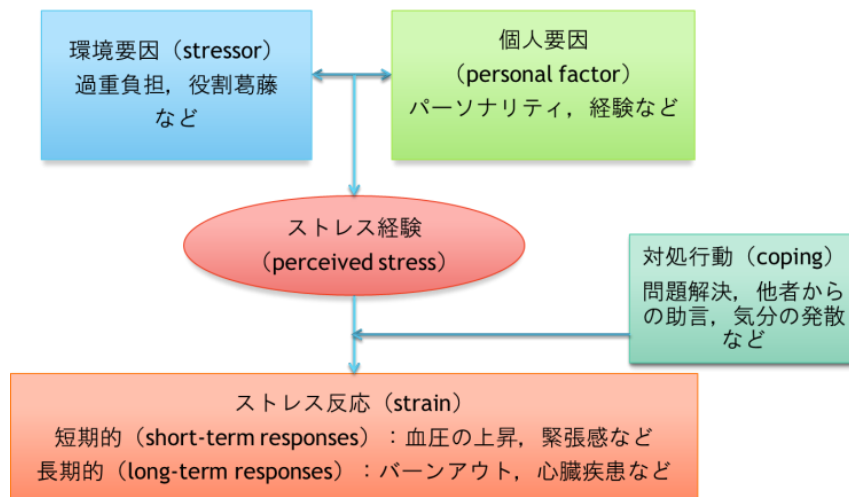 環境要因（stressor）
過重負担，役割葛藤
など
個人要因
（personal factor）
パーソナリティ，経験など
ストレス経験
（perceived stress）
対処行動（coping）
問題解決，他者から
の助言，気分の発散
など
ストレス反応（strain）
短期的（short-term responses）：血圧の上昇，緊張感など
長期的（long-term responses）：バーンアウト，心臓疾患など